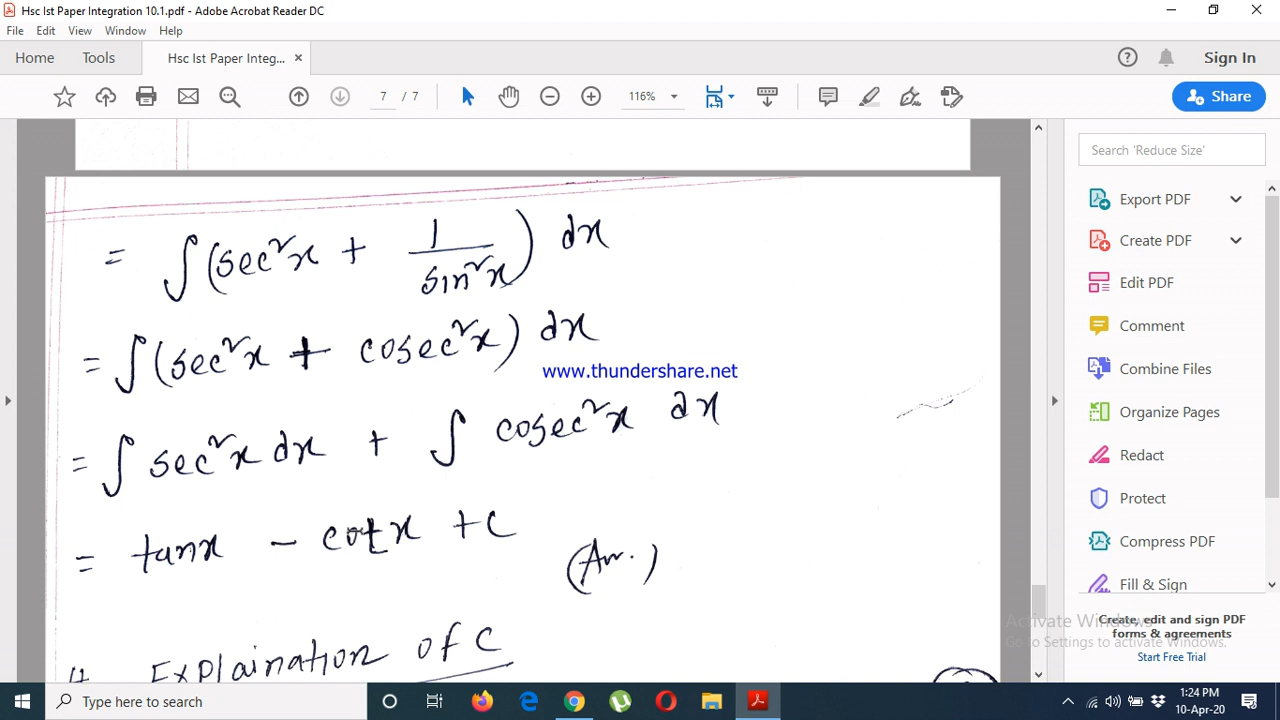 Hsc Ist Paper Integration 10.1.pdf - Adobe Acrobat Reader DC
File Edit View Window Help
Home Tools Hsc Ist Paper Integ... ×
Sign In
7 / 7 116%
Share
Search 'Reduce Size'
Export PDF
Create PDF
Edit PDF
Comment
Combine Files
Organize Pages
Redact
Protect
Compress PDF
Fill & Sign
Create, edit and sign PDF
forms & agreements
Start Free Trial
Activate Windows
Go to Settings to activate Windows.
= ∫(sec²x + 1/sin²x) dx
= ∫(sec²x + cosec²x) dx
www.thundershare.net
= ∫ sec²x dx + ∫ cosec²x dx
= tanx - cotx + c
(An.)
Explaination of C
Type here to search
1:24 PM
10-Apr-20